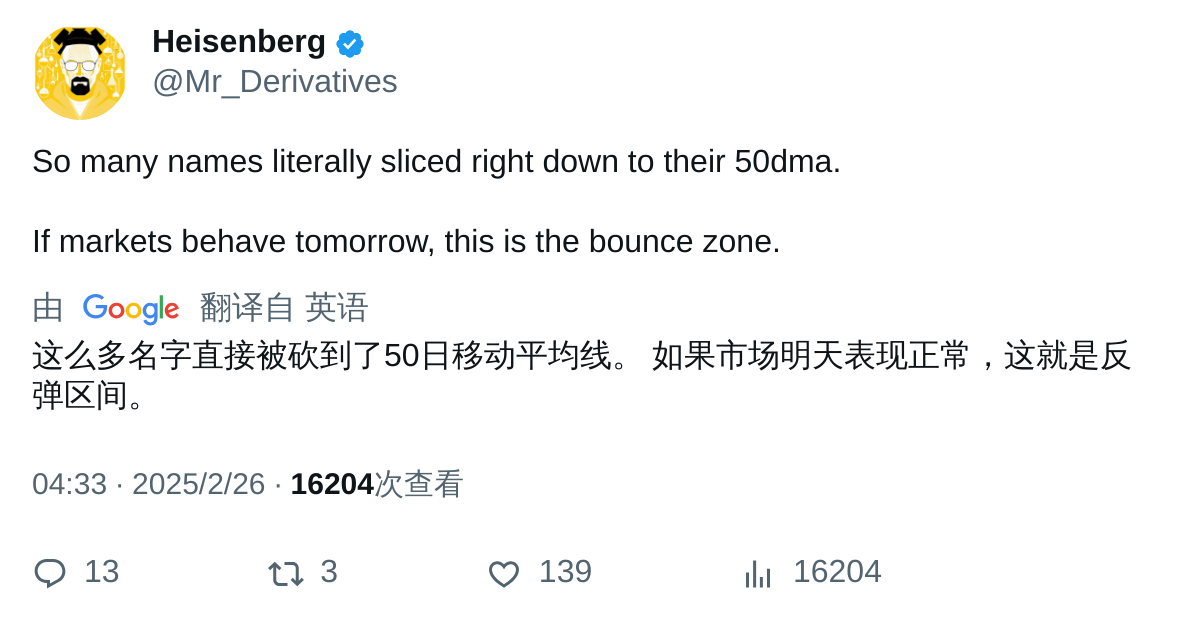 Heisenberg
@Mr_Derivatives
So many names literally sliced right down to their 50dma.
If markets behave tomorrow, this is the bounce zone.
由 Google 翻译自 英语
这么多名字直接被砍到了50日移动平均线。 如果市场明天表现正常，这就是反
弹区间。
04:33 · 2025/2/26 · 16204次查看
13 3 139 16204